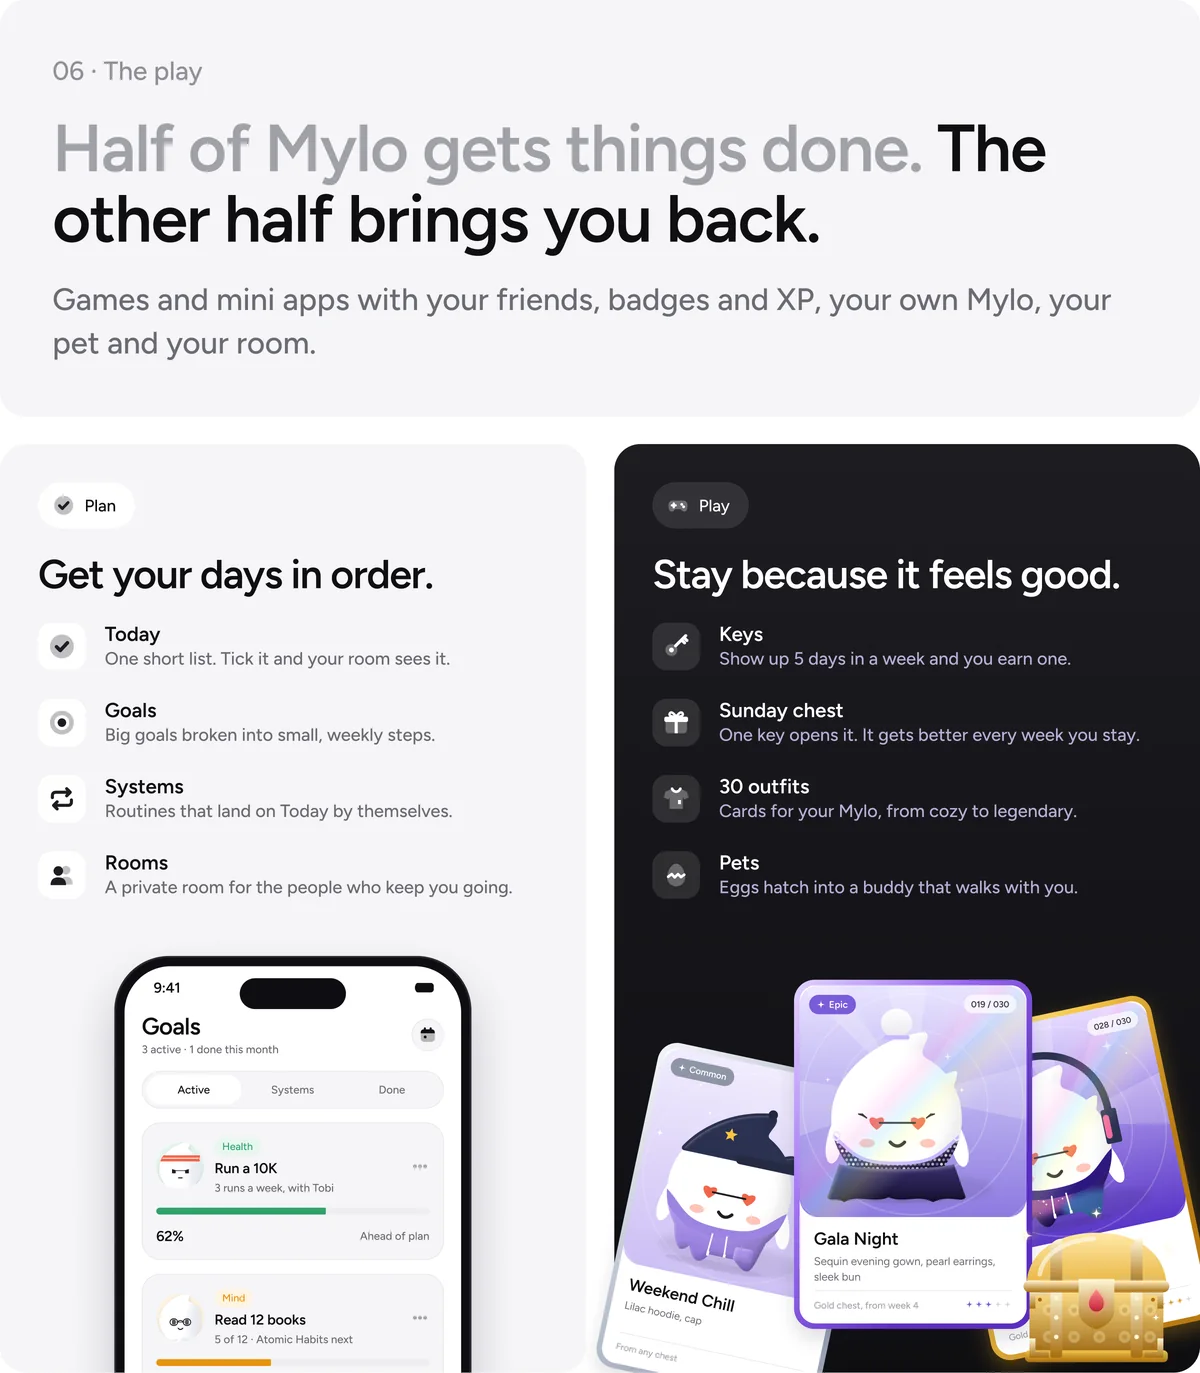 06 · The play
Half of Mylo gets things done. The
other half brings you back.
Games and mini apps with your friends, badges and XP, your own Mylo, your
pet and your room.
Plan
Get your days in order.
Today
One short list. Tick it and your room sees it.
Goals
Big goals broken into small, weekly steps.
Systems
Routines that land on Today by themselves.
Rooms
A private room for the people who keep you going.
9:41
Goals
3 active · 1 done this month
Active
Systems
Done
Health
Run a 10K
3 runs a week, with Tobi
62%
Ahead of plan
Mind
Read 12 books
5 of 12 · Atomic Habits next
Play
Stay because it feels good.
Keys
Show up 5 days in a week and you earn one.
Sunday chest
One key opens it. It gets better every week you stay.
30 outfits
Cards for your Mylo, from cozy to legendary.
Pets
Eggs hatch into a buddy that walks with you.
Common
Weekend Chill
Lilac hoodie, cap
From any chest
Epic
019 / 030
Gala Night
Sequin evening gown, pearl earrings,
sleek bun
Gold chest, from week 4
028 / 030
Gold